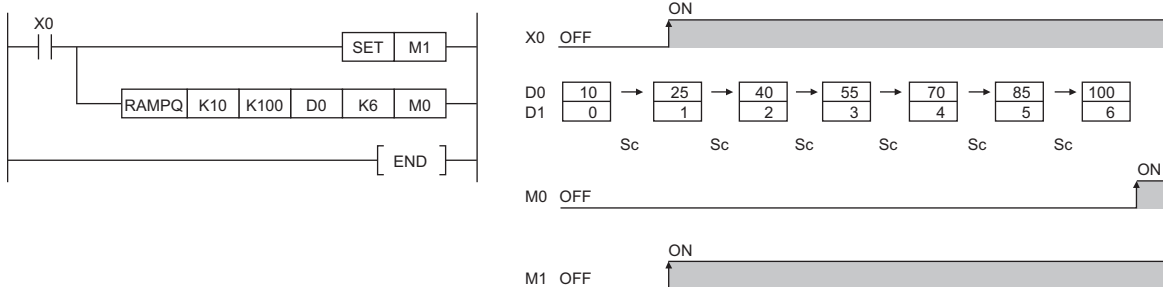 X0
SET M1
RAMPQ K10 K100 D0 K6 M0
END
ON
X0 OFF
D0 10 25 40 55 70 85 100
D1 0 1 2 3 4 5 6
Sc Sc Sc Sc Sc Sc
ON
M0 OFF
ON
M1 OFF